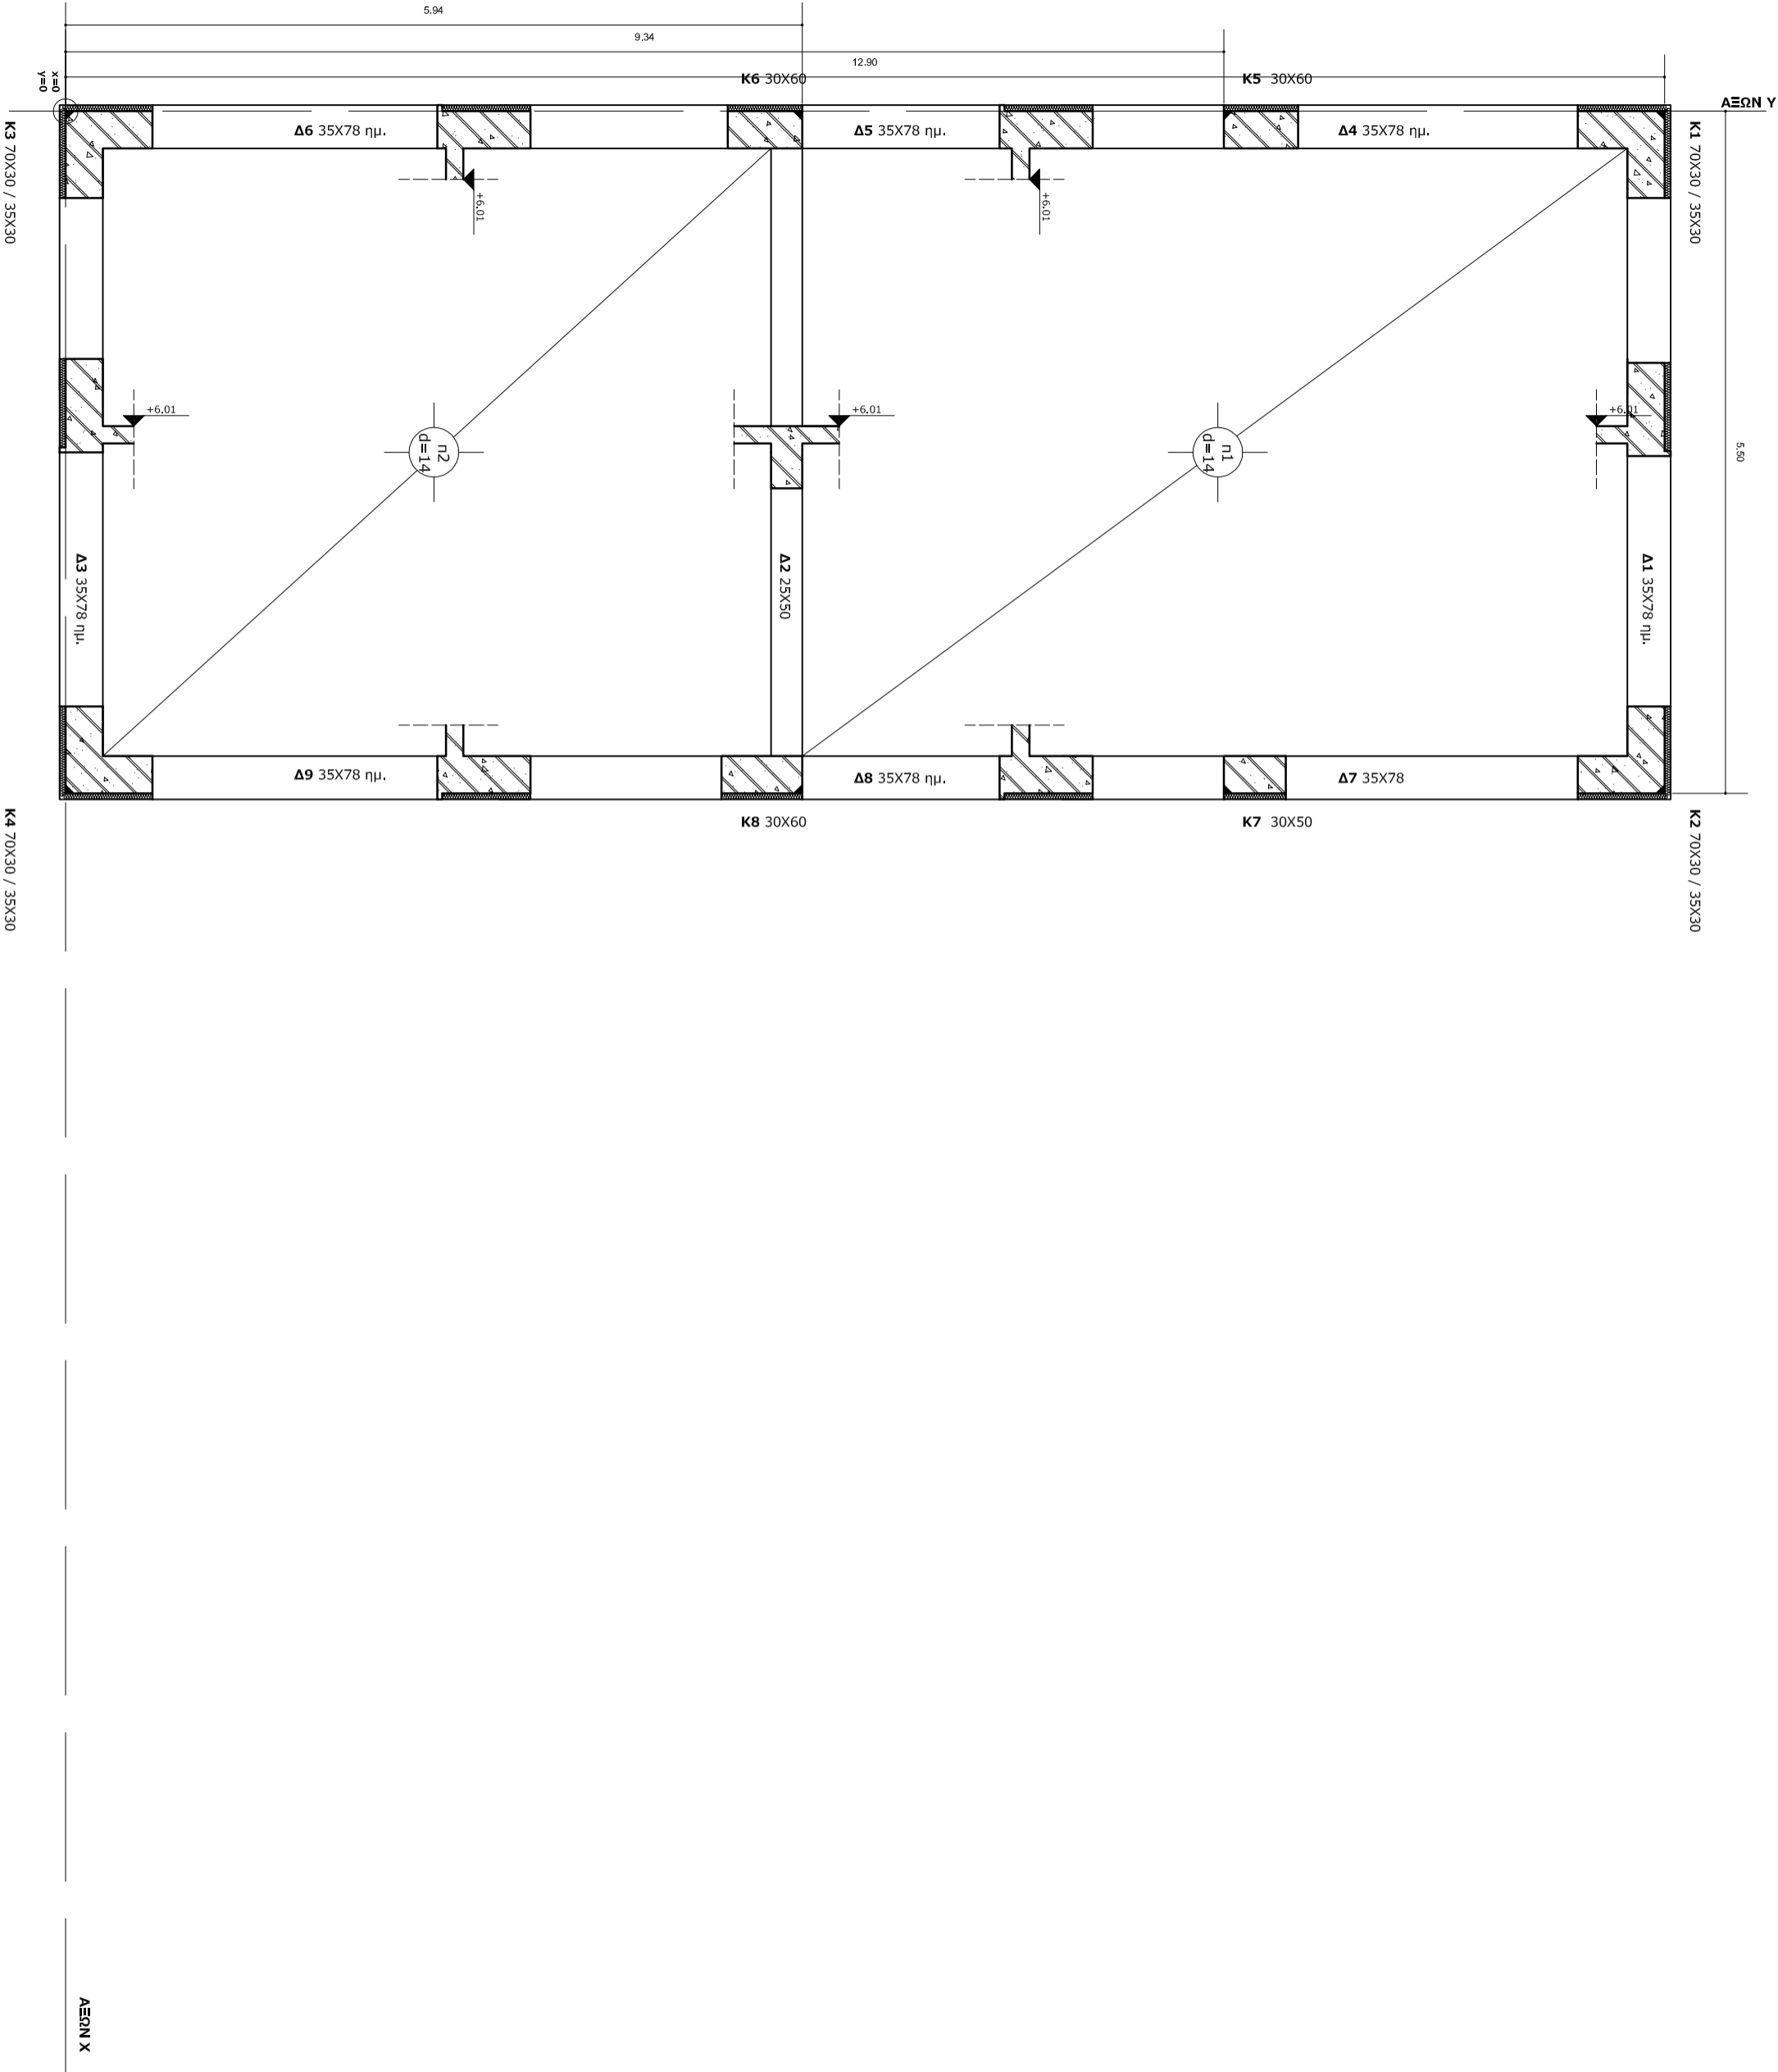 5.94
9.34
12.90
K6 30X60
K5 30X60
ΑΞΩΝ Υ
x=0
y=0
K3 70X30 / 35X30
K1 70X30 / 35X30
Δ6 35X78 ημ.
Δ5 35X78 ημ.
Δ4 35X78 ημ.
+6.01
+6.01
+6.01
+6.01
+6.01
π2
d=14
π1
d=14
5.50
Δ3 35X78 ημ.
Δ2 25X50
Δ1 35X78 ημ.
Δ9 35X78 ημ.
Δ8 35X78 ημ.
Δ7 35X78
K8 30X60
K7 30X50
K4 70X30 / 35X30
K2 70X30 / 35X30
ΑΞΩΝ Χ